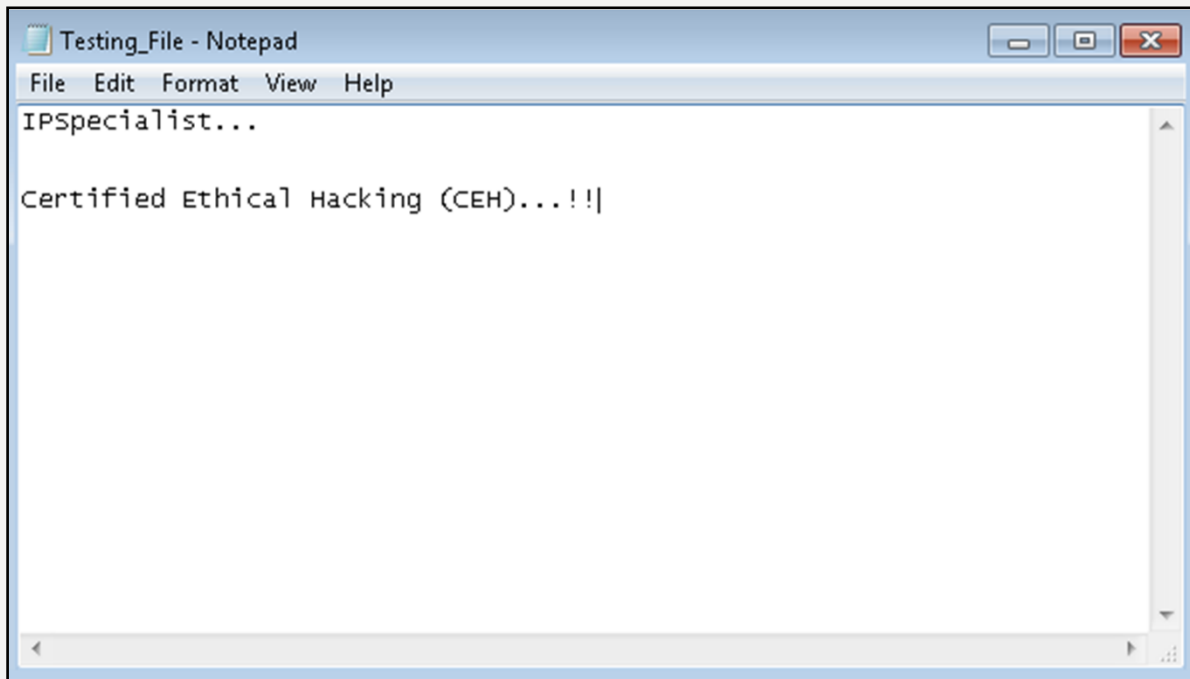 Testing_File - Notepad
File Edit Format View Help
IPSpecialist...
Certified Ethical Hacking (CEH)...!!